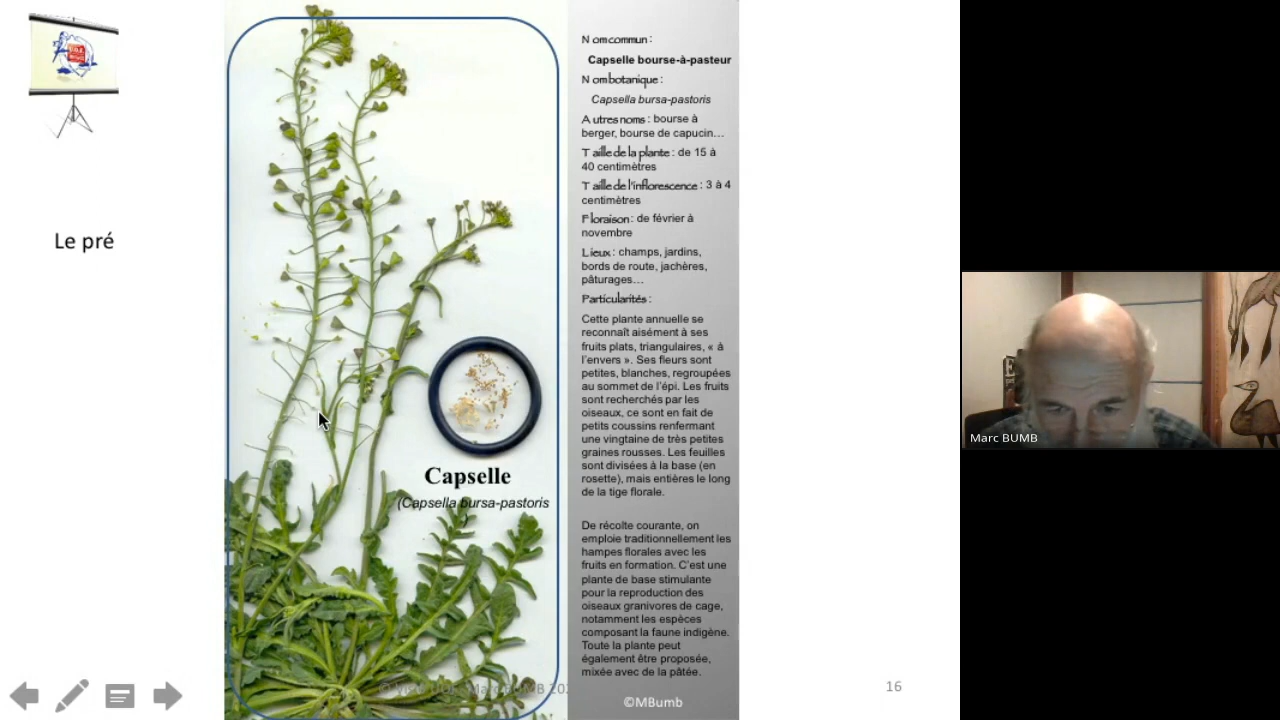 Le pré
Capselle
(Capsella bursa-pastoris
)
Nom commun :
Capselle bourse-à-pasteur
Nom botanique :
Capsella bursa-pastoris
Autres noms : bourse à
berger, bourse de capucin…
Taille de la plante : de 15 à
40 centimètres
Taille de l'inflorescence : 3 à 4
centimètres
Floraison : de février à
novembre
Lieux : champs, jardins,
bords de route, jachères,
pâturages…
Particularités :
Cette plante annuelle se
reconnaît aisément à ses
fruits plats, triangulaires, « à
l'envers ». Ses fleurs sont
petites, blanches, regroupées
au sommet de l'épi. Les fruits
sont recherchés par les
oiseaux, ce sont en fait de
petits coussins renfermant
une vingtaine de très petites
graines rousses. Les feuilles
sont divisées à la base (en
rosette), mais entières le long
de la tige florale.
De récolte courante, on
emploie traditionnellement les
hampes florales avec les
fruits en formation. C'est une
plante de base stimulante
pour la reproduction des
oiseaux granivores de cage,
notamment les espèces
composant la faune indigène.
Toute la plante peut
également être proposée,
mixée avec de la pâtée.
©MBumb
Marc BUMB
16